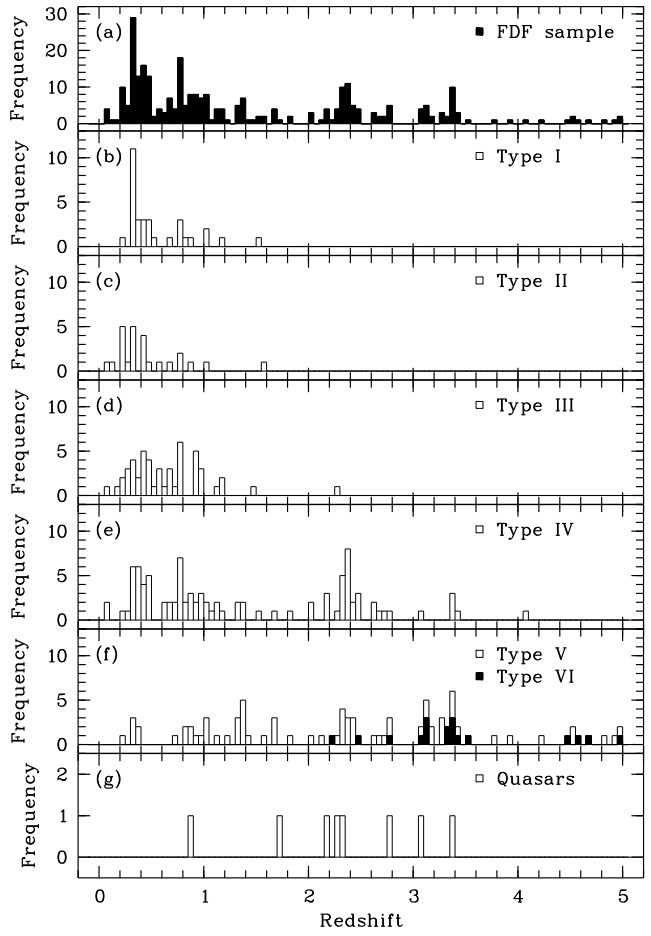 Frequency
30
20
10
0
(a)
FDF sample
Frequency
10
5
0
(b)
Type I
Frequency
10
5
0
(c)
Type II
Frequency
10
5
0
(d)
Type III
Frequency
10
5
0
(e)
Type IV
Frequency
10
5
0
(f)
Type V
Type VI
Frequency
2
1
0
(g)
Quasars
0 1 2 3 4 5
Redshift